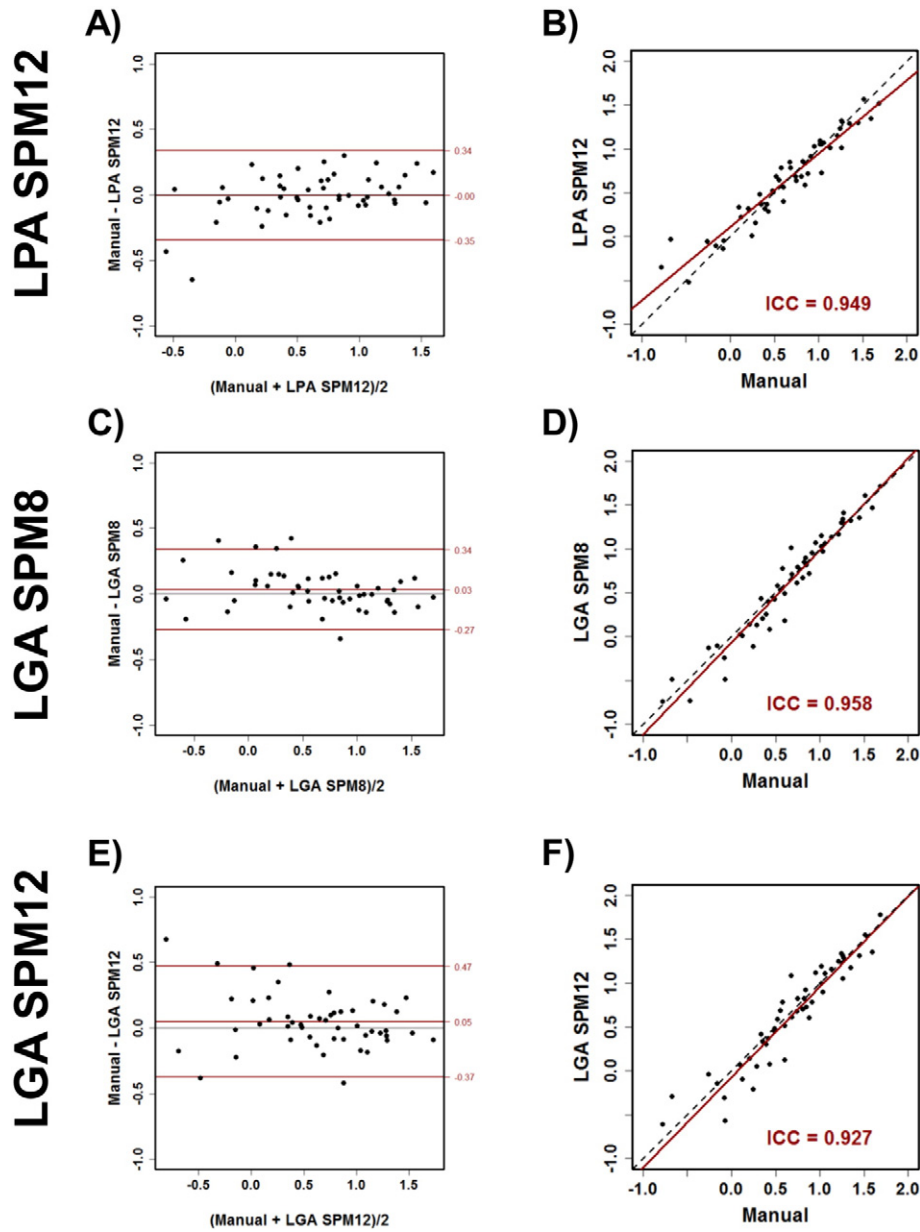 LPA SPM12
A)
Manual - LPA SPM12
1.0
0.5
0.0
-0.5
-1.0
0.34
-0.00
-0.35
-0.5 0.0 0.5 1.0 1.5
(Manual + LPA SPM12)/2
B)
LPA SPM12
2.0
1.5
1.0
0.5
0.0
-1.0
ICC = 0.949
-1.0 0.0 0.5 1.0 1.5 2.0
Manual
LGA SPM8
C)
Manual - LGA SPM8
1.0
0.5
0.0
-0.5
-1.0
0.34
0.03
-0.27
-0.5 0.0 0.5 1.0 1.5
(Manual + LGA SPM8)/2
D)
LGA SPM8
2.0
1.5
1.0
0.5
0.0
-1.0
ICC = 0.958
-1.0 0.0 0.5 1.0 1.5 2.0
Manual
LGA SPM12
E)
Manual - LGA SPM12
1.0
0.5
0.0
-0.5
-1.0
0.47
0.05
-0.37
-0.5 0.0 0.5 1.0 1.5
(Manual + LGA SPM12)/2
F)
LGA SPM12
2.0
1.5
1.0
0.5
0.0
-1.0
ICC = 0.927
-1.0 0.0 0.5 1.0 1.5 2.0
Manual